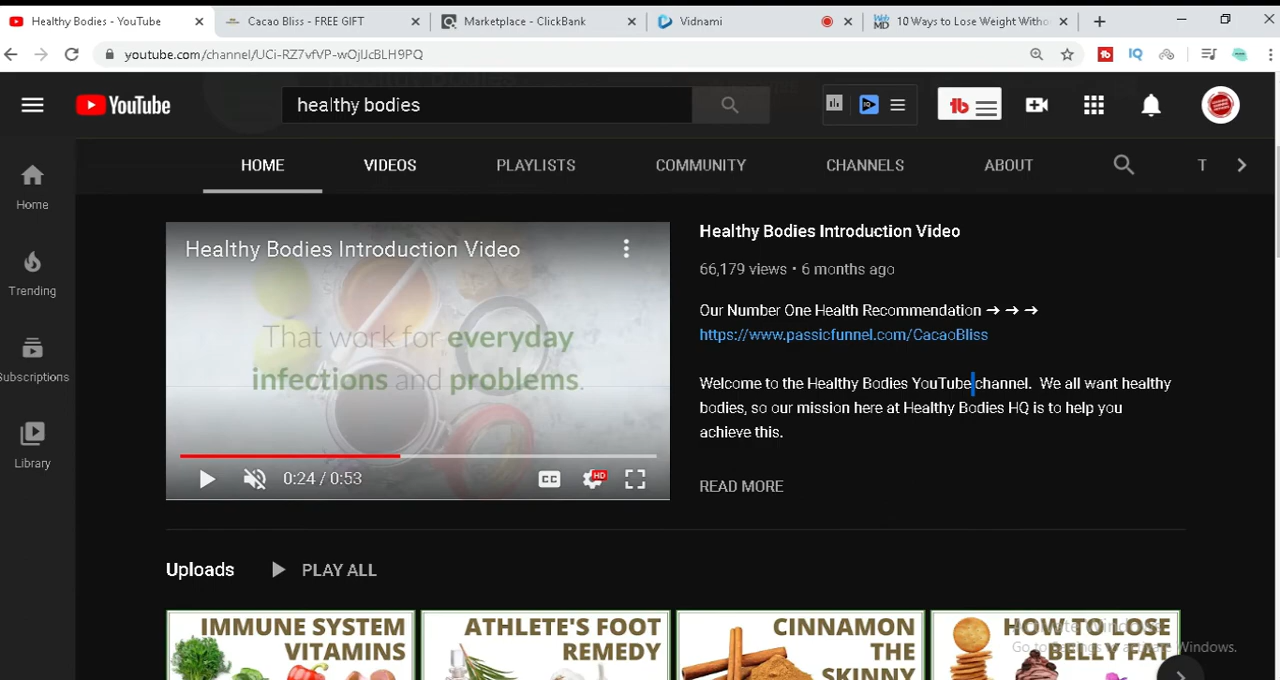 Healthy Bodies - YouTube
Cacao Bliss - FREE GIFT
Marketplace - ClickBank
Vidnami
10 Ways to Lose Weight Witho
youtube.com/channel/UCi-RZ7vfVP-wOjUcBLH9PQ
YouTube
healthy bodies
HOME VIDEOS PLAYLISTS COMMUNITY CHANNELS ABOUT T
Home
Trending
Subscriptions
Library
Healthy Bodies Introduction Video
That work for everyday
infections and problems.
0:24 / 0:53
CC
HD
Healthy Bodies Introduction Video
66,179 views • 6 months ago
Our Number One Health Recommendation → → →
https://www.passicfunnel.com/CacaoBliss
Welcome to the Healthy Bodies YouTube channel. We all want healthy
bodies, so our mission here at Healthy Bodies HQ is to help you
achieve this.
READ MORE
Uploads PLAY ALL
IMMUNE SYSTEM
VITAMINS
ATHLETE'S FOOT
REMEDY
CINNAMON
THE
SKINNY
HOW TO LOSE
BELLY FAT
Activate Windows